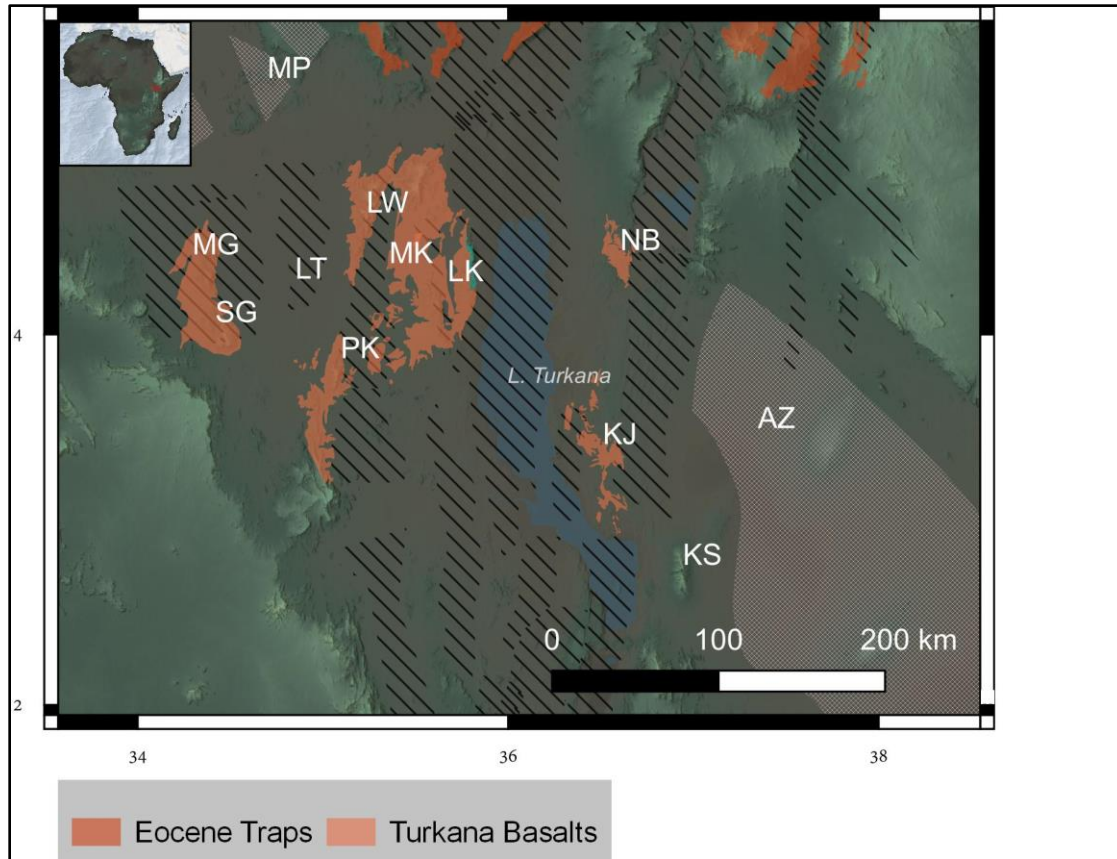 MP
LW
MG
NB
MK
LT
LK
SG
4
PK
L. Turkana
AZ
KJ
KS
0 100 200 km
2
34 36 38
Eocene Traps Turkana Basalts